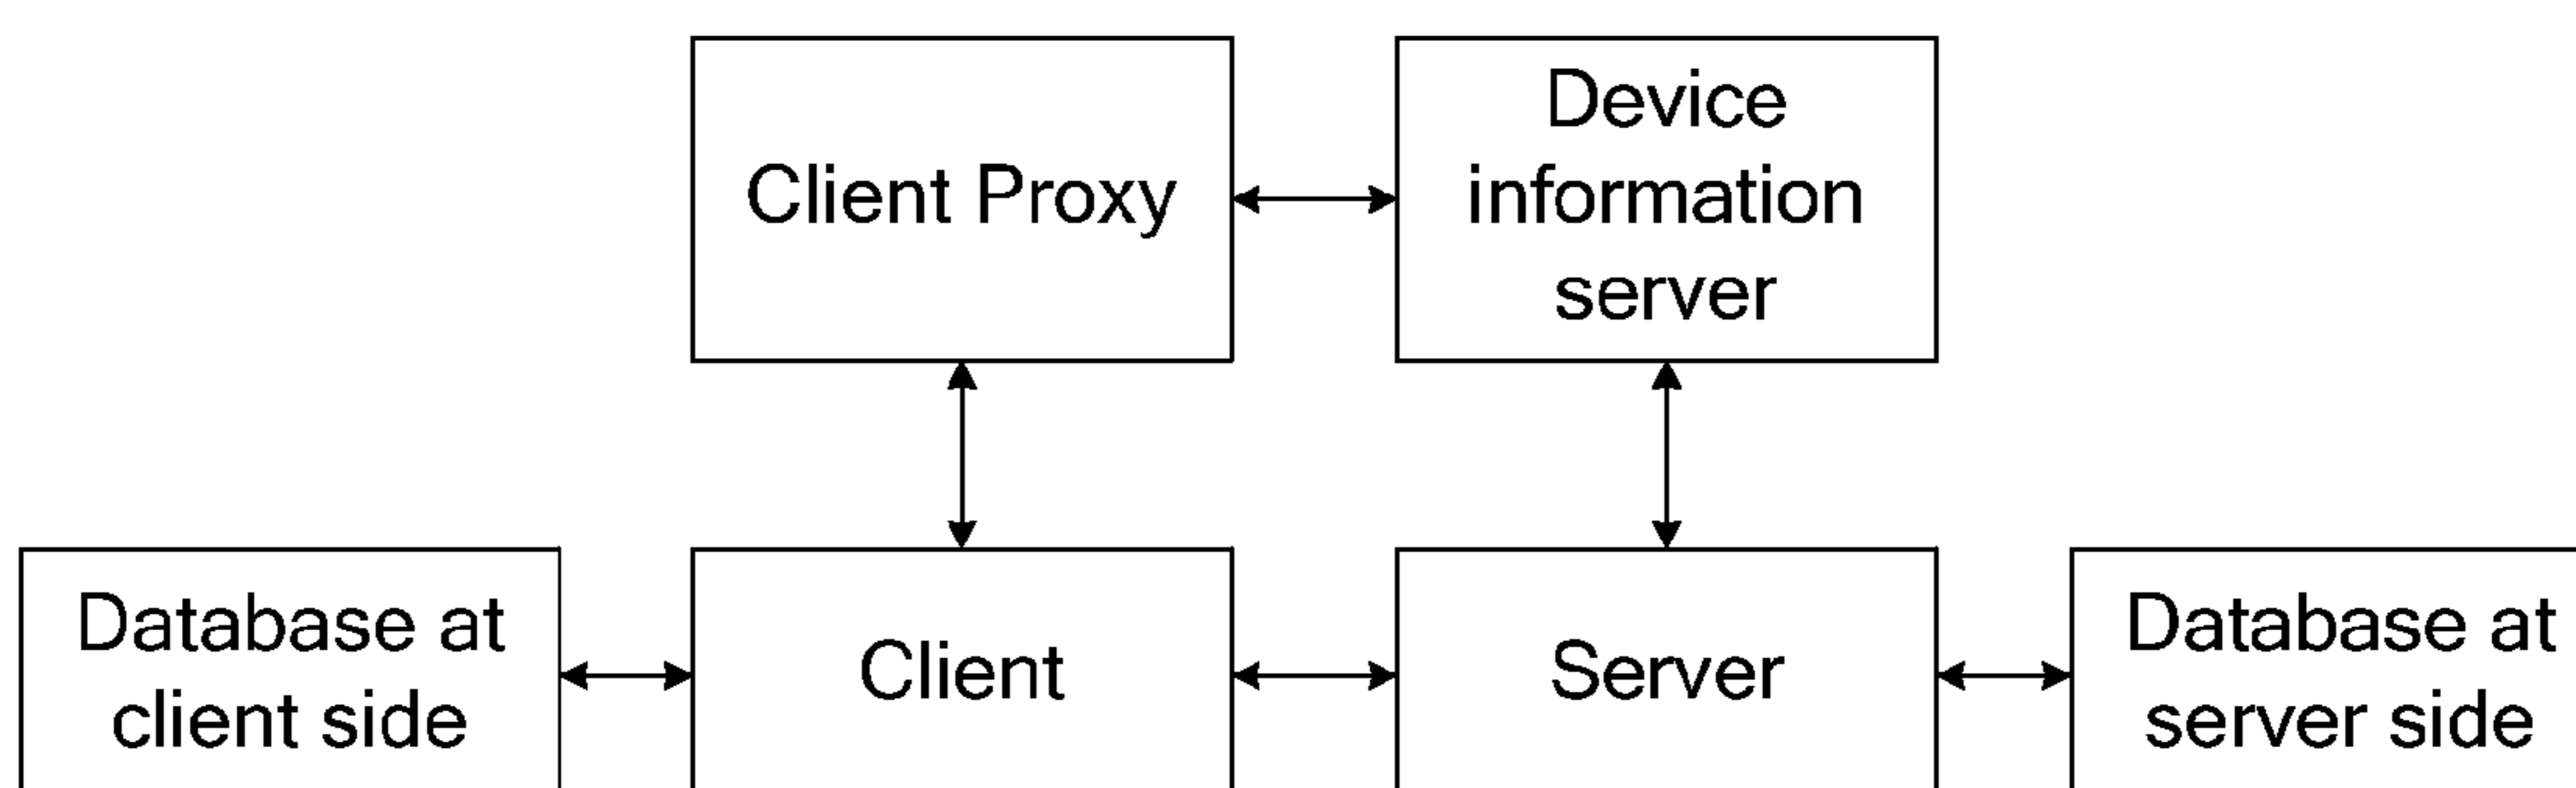 Client Proxy
Device
information
server
Database at
client side
Client
Server
Database at
server side